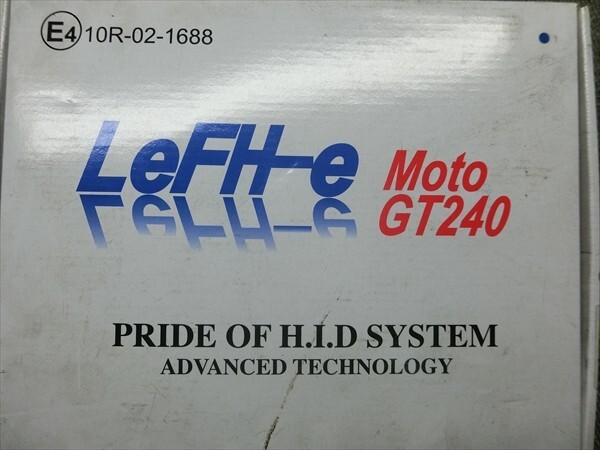 E4 10R-02-1688
LeFH-e Moto
GT240
PRIDE OF H.I.D SYSTEM
ADVANCED TECHNOLOGY